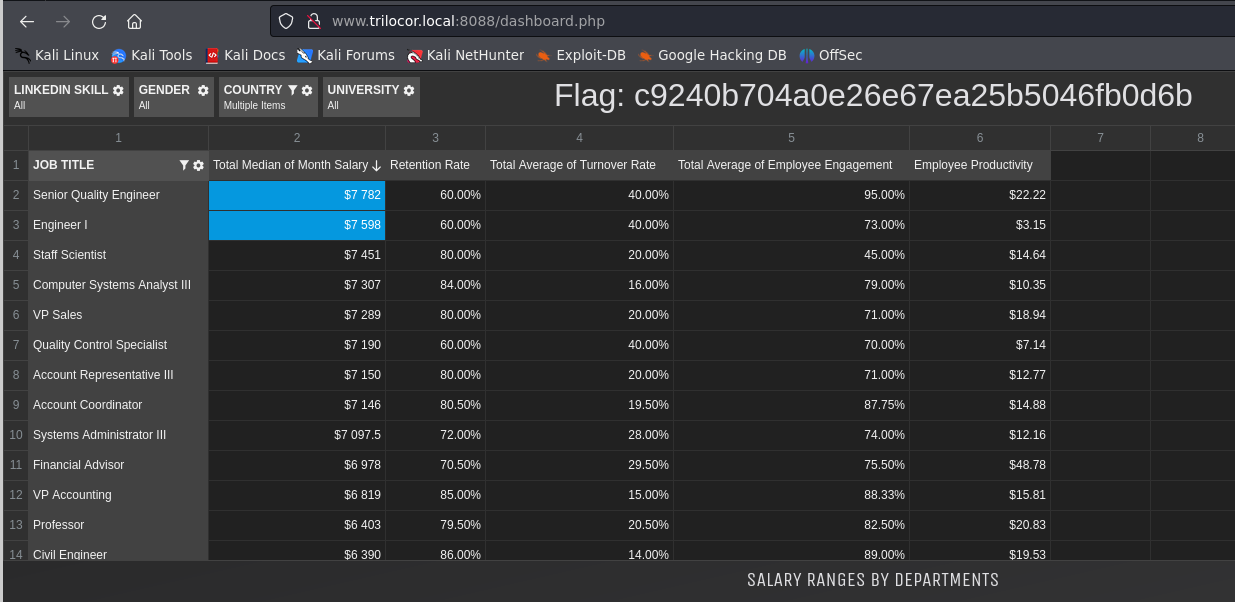 www.trilocor.local:8088/dashboard.php
Kali Linux Kali Tools Kali Docs Kali Forums Kali NetHunter Exploit-DB Google Hacking DB OffSec
LINKEDIN SKILL GENDER COUNTRY UNIVERSITY
All All Multiple Items All
Flag: c9240b704a0e26e67ea25b5046fb0d6b
1 2 3 4 5 6 7 8
1 JOB TITLE Total Median of Month Salary Retention Rate Total Average of Turnover Rate Total Average of Employee Engagement Employee Productivity
2 Senior Quality Engineer $7 782 60.00% 40.00% 95.00% $22.22
3 Engineer I $7 598 60.00% 40.00% 73.00% $3.15
4 Staff Scientist $7 451 80.00% 20.00% 45.00% $14.64
5 Computer Systems Analyst III $7 307 84.00% 16.00% 79.00% $10.35
6 VP Sales $7 289 80.00% 20.00% 71.00% $18.94
7 Quality Control Specialist $7 190 60.00% 40.00% 70.00% $7.14
8 Account Representative III $7 150 80.00% 20.00% 71.00% $12.77
9 Account Coordinator $7 146 80.50% 19.50% 87.75% $14.88
10 Systems Administrator III $7 097.5 72.00% 28.00% 74.00% $12.16
11 Financial Advisor $6 978 70.50% 29.50% 75.50% $48.78
12 VP Accounting $6 819 85.00% 15.00% 88.33% $15.81
13 Professor $6 403 79.50% 20.50% 82.50% $20.83
14 Civil Engineer $6 390 86.00% 14.00% 89.00% $19.53
SALARY RANGES BY DEPARTMENTS